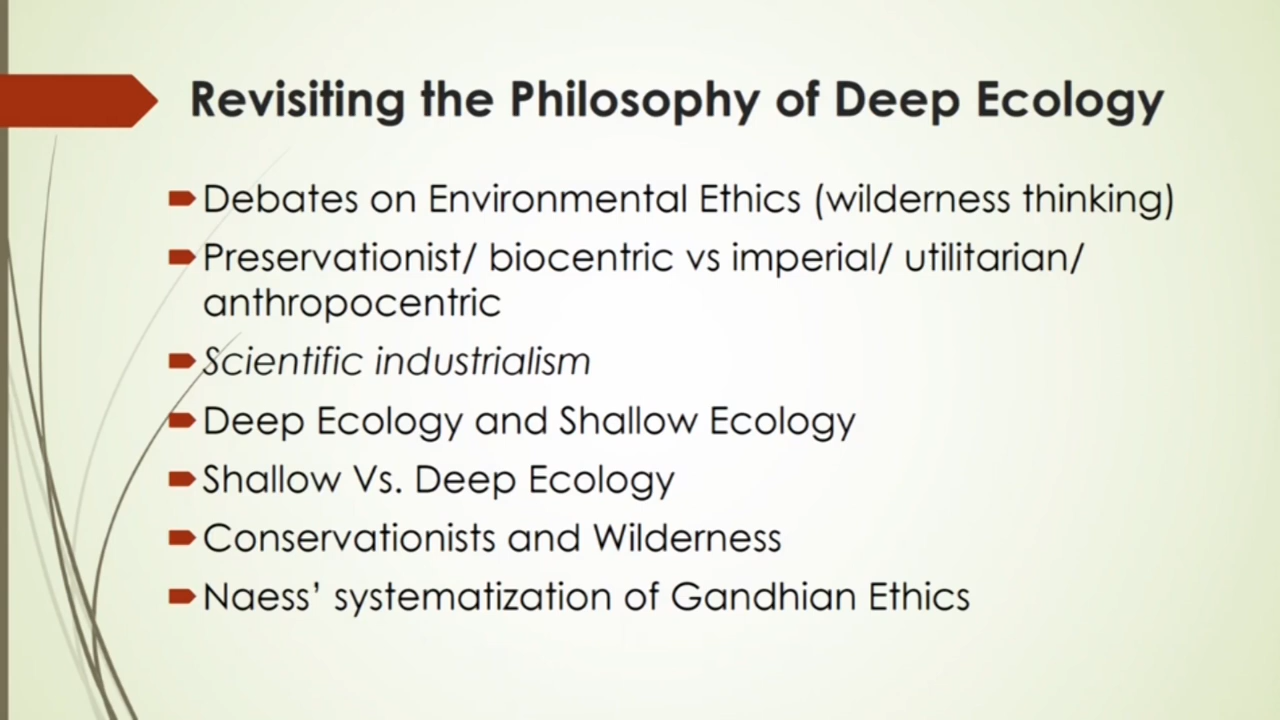 Revisiting the Philosophy of Deep Ecology
Debates on Environmental Ethics (wilderness thinking)
Preservationist/ biocentric vs imperial/ utilitarian/
anthropocentric
Scientific industrialism
Deep Ecology and Shallow Ecology
Shallow Vs. Deep Ecology
Conservationists and Wilderness
Naess’ systematization of Gandhian Ethics